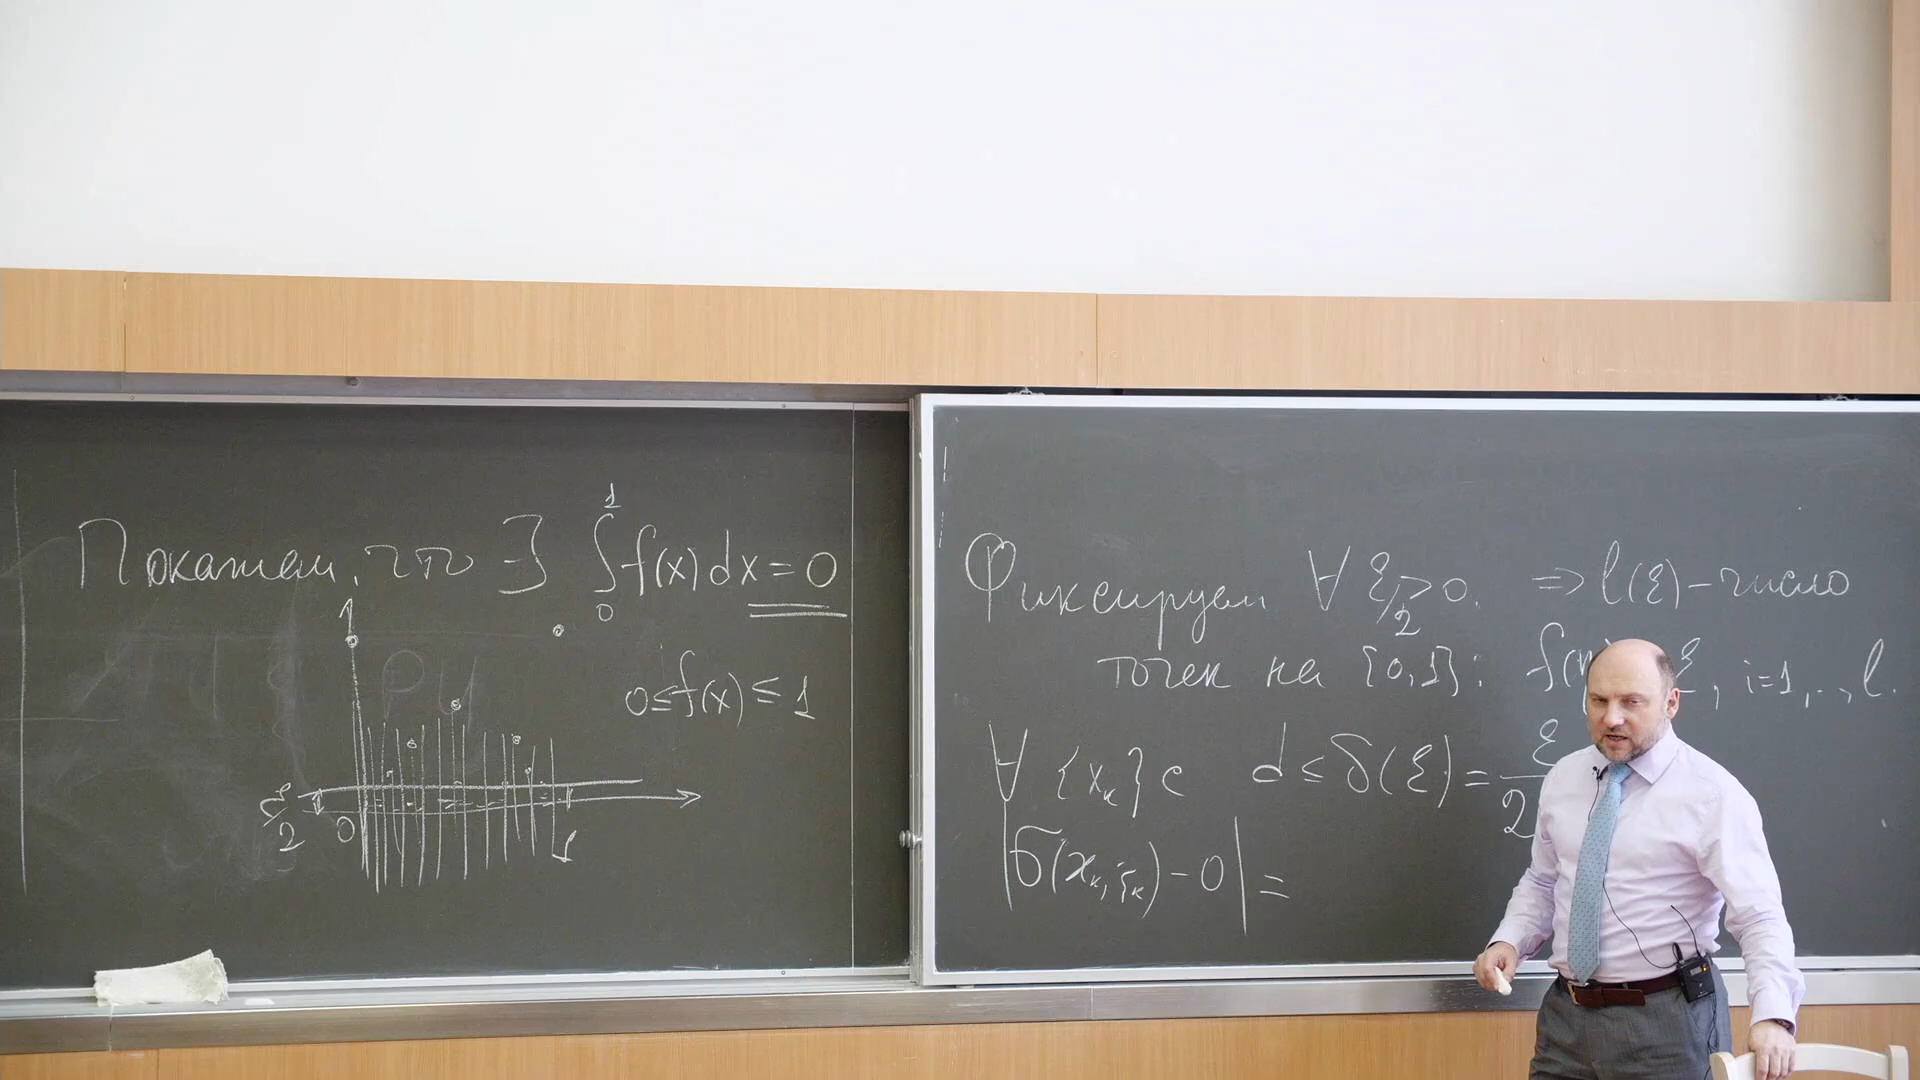 Покажем, что ∃ ∫₀¹ f(x)dx = 0
0 ≤ f(x) ≤ 1
ε/2
0
1
Фиксируем ∀ ε/2 > 0. ⇒ l(ε) – число
точек на [0,1]: f( ε, i=1,..,l.
∀ {xₖ} с d ≤ δ(ε) = ε/2
|σ(xₖ, ξₖ) – 0| =